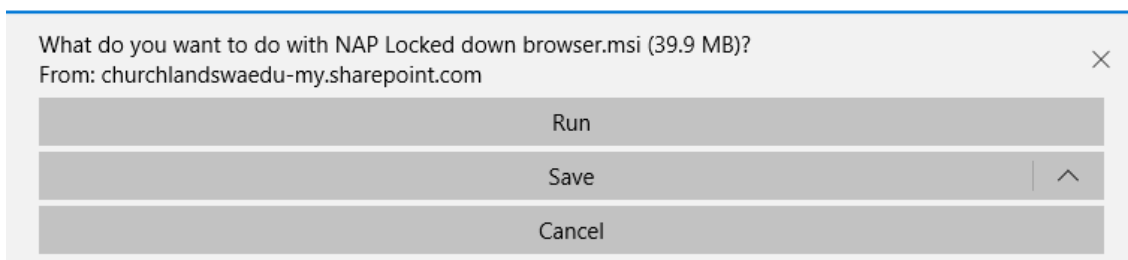 What do you want to do with NAP Locked down browser.msi (39.9 MB)?
From: churchlandswaedu-my.sharepoint.com
Run
Save
Cancel